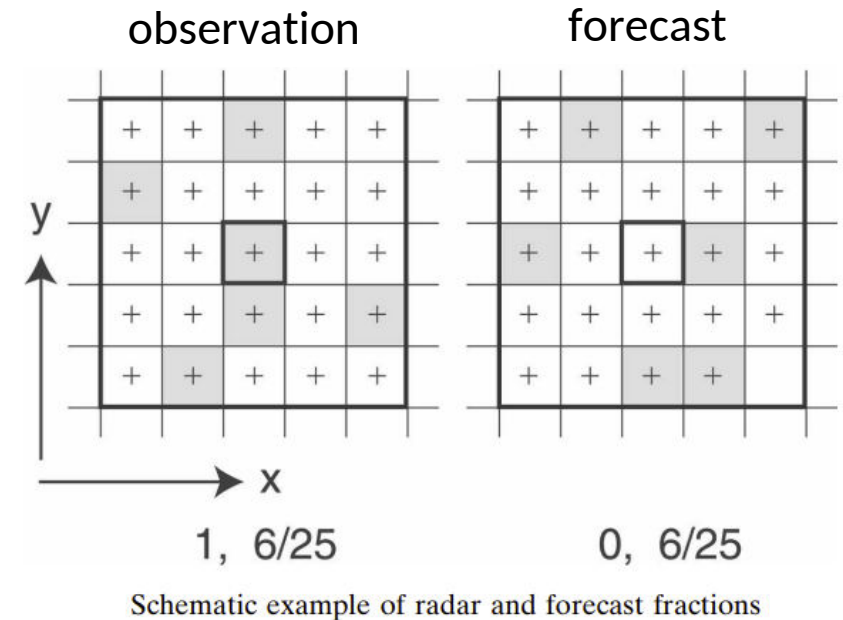 observation forecast
y
x
1, 6/25 0, 6/25
Schematic example of radar and forecast fractions